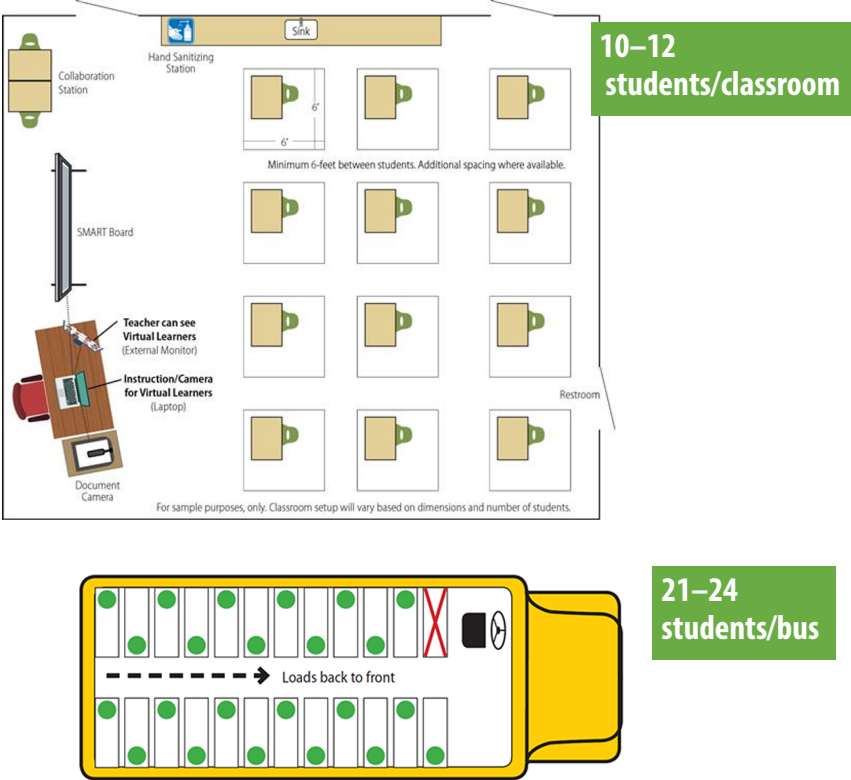 Sink
10–12
students/classroom
Hand Sanitizing
Station
Collaboration
Station
6'
6'
Minimum 6-feet between students. Additional spacing where available.
SMART Board
Teacher can see
Virtual Learners
(External Monitor)
Instruction/Camera
for Virtual Learners
(Laptop)
Restroom
Document
Camera
For sample purposes, only. Classroom setup will vary based on dimensions and number of students.
21–24
students/bus
Loads back to front